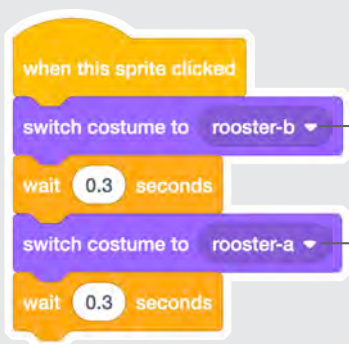 when this sprite clicked
switch costume to rooster-b
wait 0.3 seconds
switch costume to rooster-a
wait 0.3 seconds